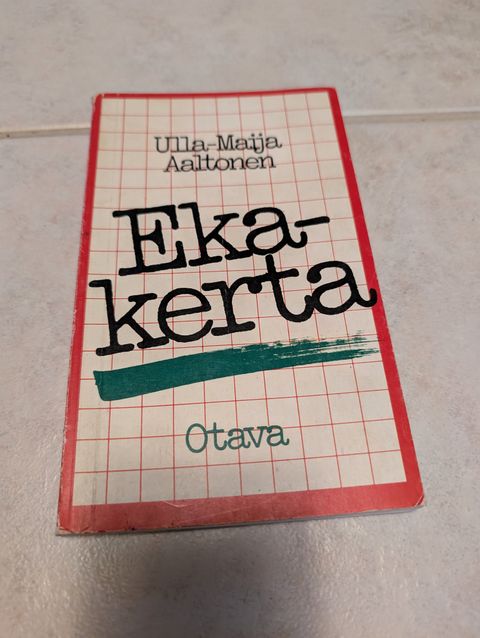 Ulla-Maija
Aaltonen
Eka-
kerta
Otava